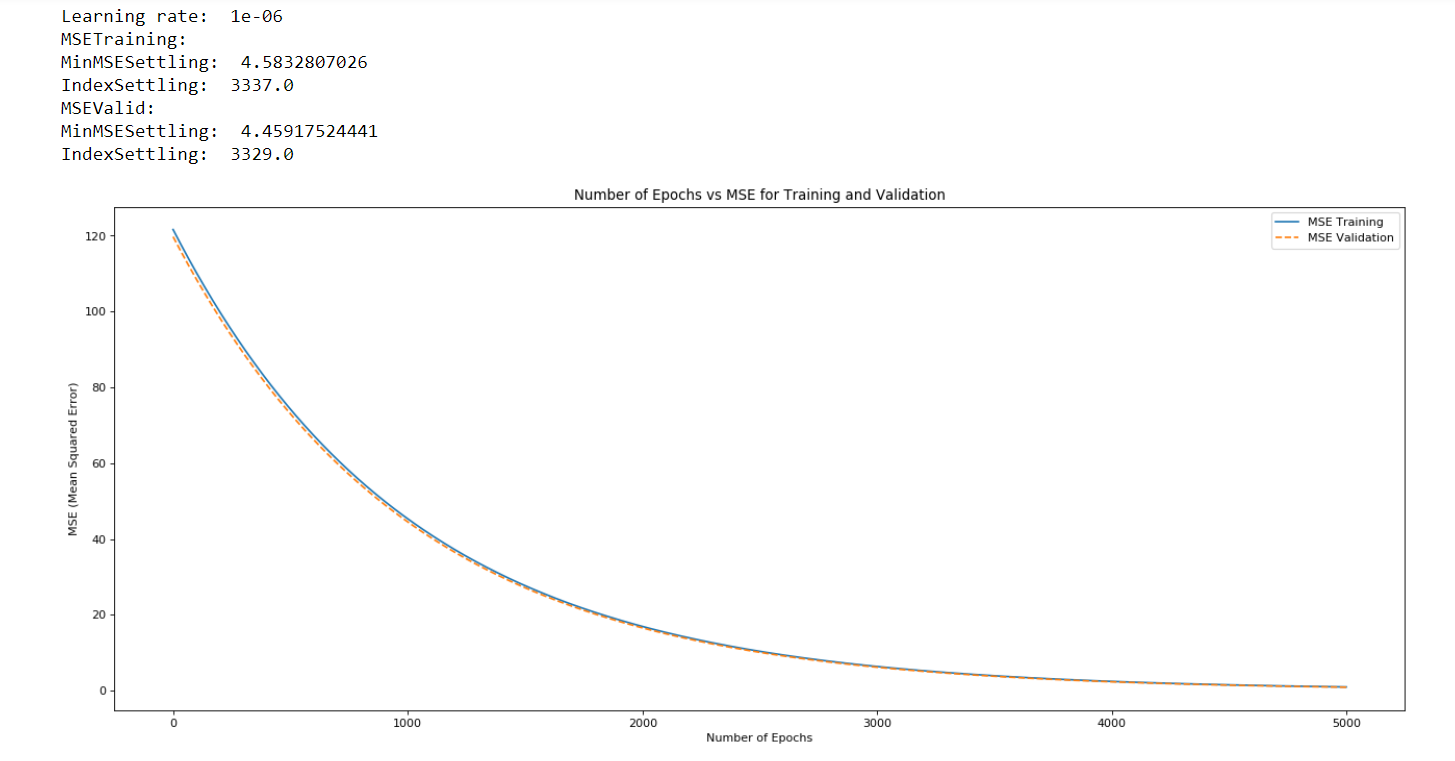 Learning rate:  1e-06
MSETraining:
MinMSESettling:  4.5832807026
IndexSettling:  3337.0
MSEValid:
MinMSESettling:  4.45917524441
IndexSettling:  3329.0
Number of Epochs vs MSE for Training and Validation
MSE Training
MSE Validation
MSE (Mean Squared Error)
120
100
80
60
40
20
0
0 1000 2000 3000 4000 5000
Number of Epochs